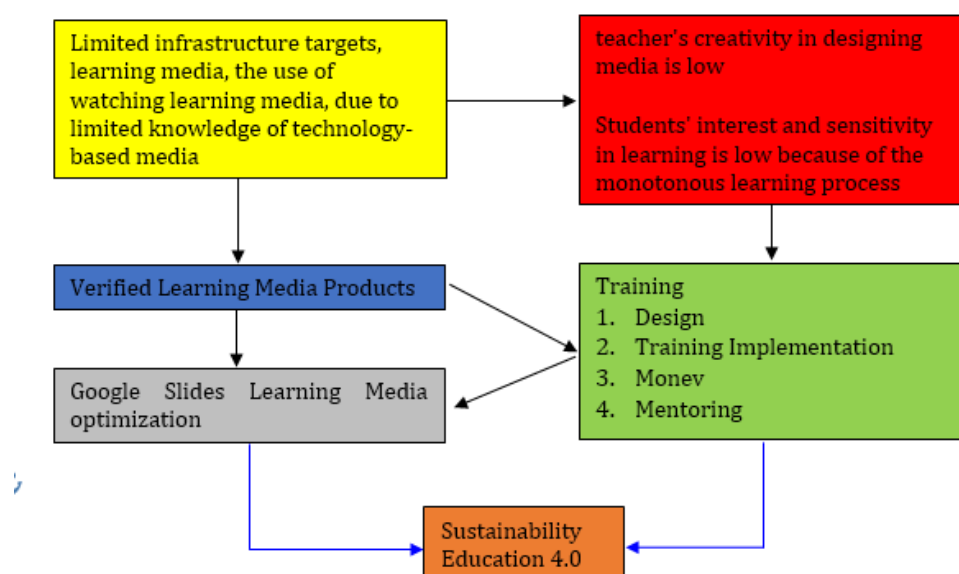 Limited infrastructure targets,
learning media, the use of
watching learning media, due to
limited knowledge of technology-
based media
teacher's creativity in designing
media is low
Students' interest and sensitivity
in learning is low because of the
monotonous learning process
Verified Learning Media Products
Training
1. Design
2. Training Implementation
3. Monev
4. Mentoring
Google Slides Learning Media
optimization
Sustainability
Education 4.0